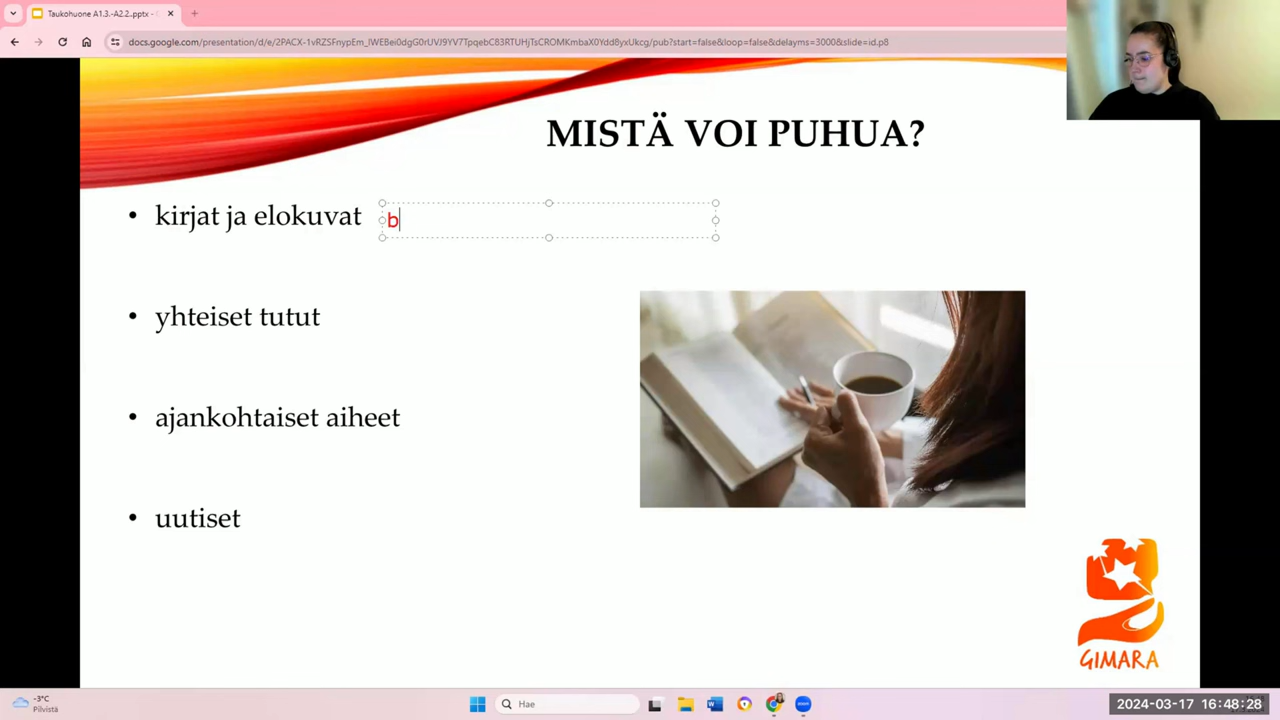 Taukohuone A1.3.-A2.2..pptx -
docs.google.com/presentation/d/e/2PACX-1vRZSFnypEm_lWEBei0dgG0rUVJ9YV7TpqebC83RTUHjTsCROMKmbaX0Ydd8yxUkcg/pub?start=false&loop=false&delayms=3000&slide=id.p8
MISTÄ VOI PUHUA?
• kirjat ja elokuvat b
• yhteiset tutut
• ajankohtaiset aiheet
• uutiset
GIMARA
-3°C
Pilvistä
Hae
zoom
2024-03-17 16:48:28